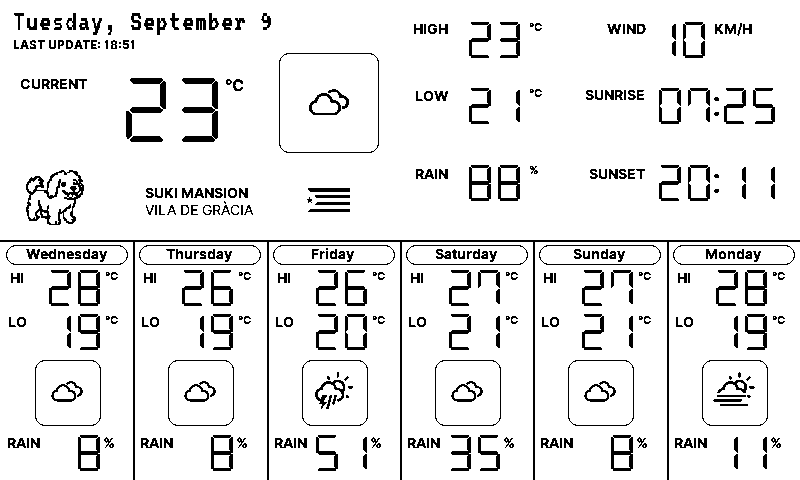 Tuesday, September 9
LAST UPDATE: 18:51
CURRENT 23 °C
SUKI MANSION
VILA DE GRÀCIA
HIGH 23 °C
LOW 21 °C
RAIN 88 %
WIND 10 KM/H
SUNRISE 07:25
SUNSET 20:11
Wednesday
HI 28 °C
LO 19 °C
RAIN 8 %
Thursday
HI 26 °C
LO 19 °C
RAIN 8 %
Friday
HI 26 °C
LO 20 °C
RAIN 51 %
Saturday
HI 27 °C
LO 21 °C
RAIN 35 %
Sunday
HI 27 °C
LO 21 °C
RAIN 8 %
Monday
HI 28 °C
LO 19 °C
RAIN 11 %